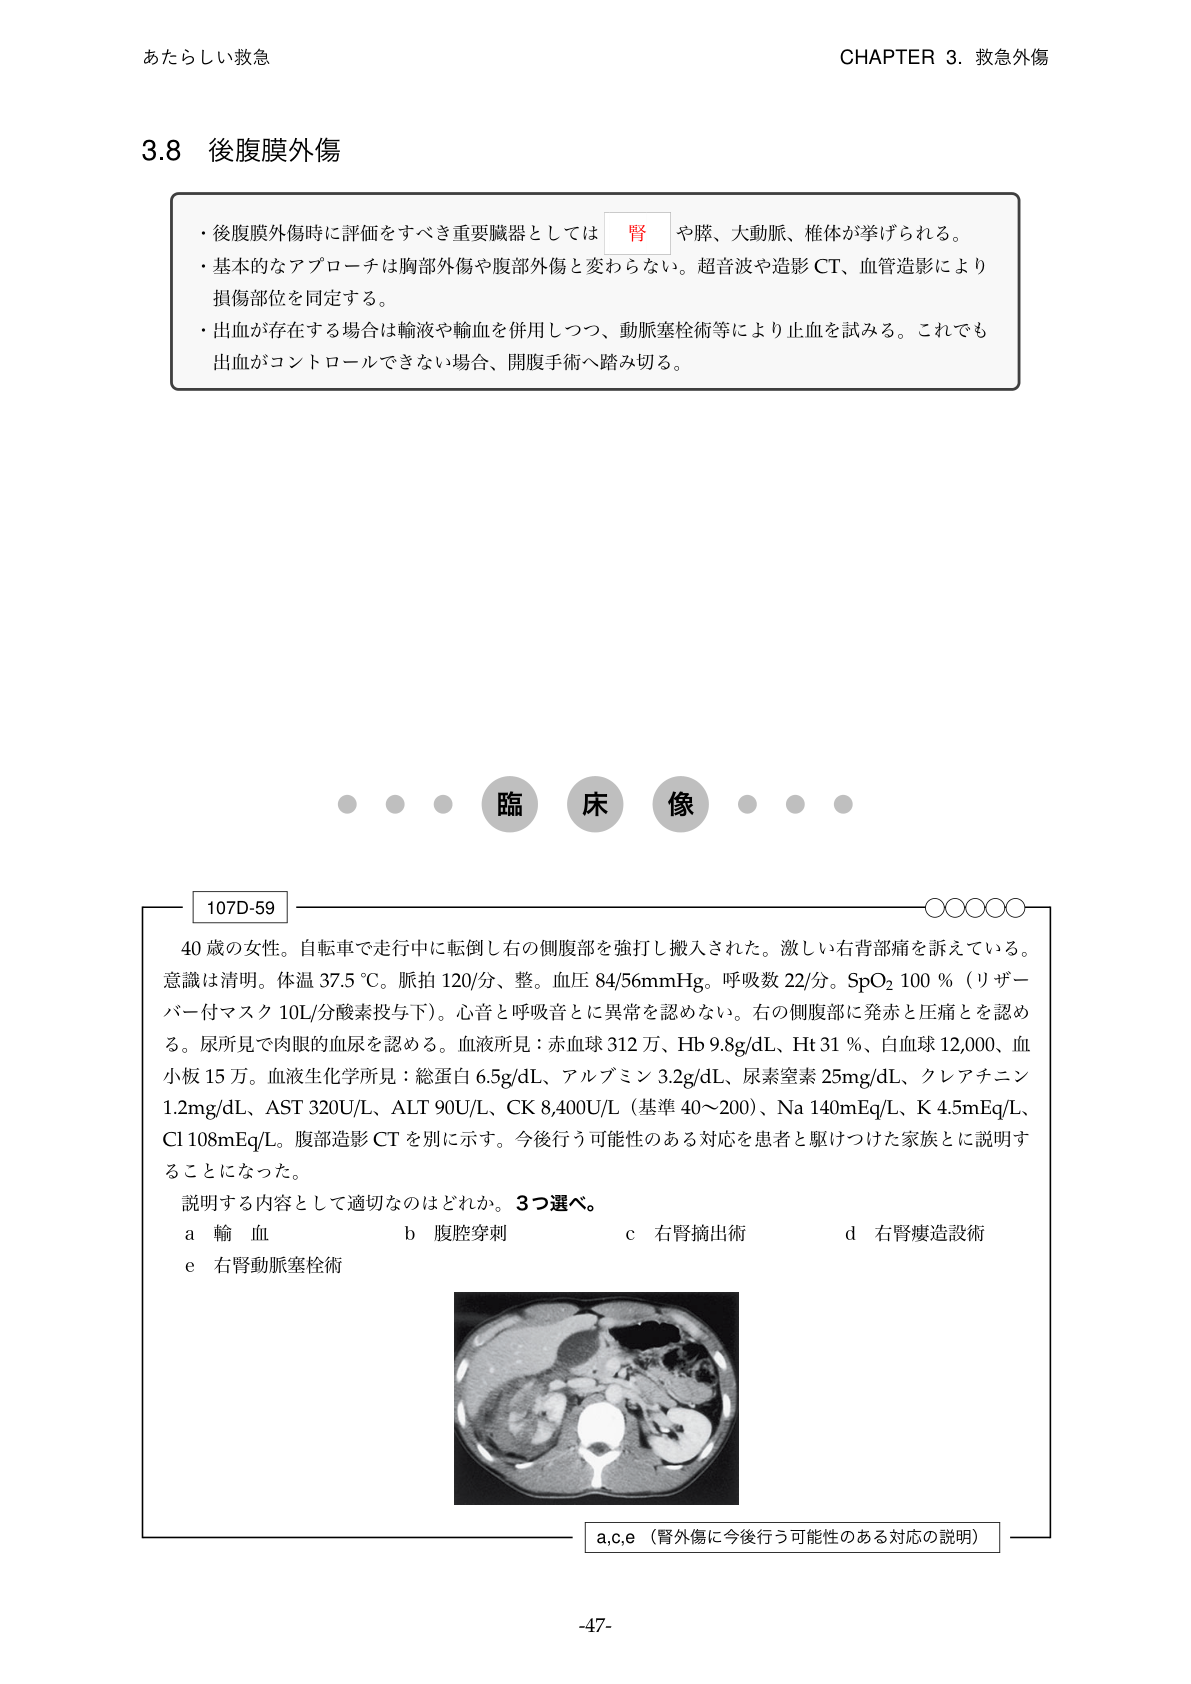 あたらしい救急
CHAPTER 3. 救急外傷
3.8 後腹膜外傷
・後腹膜外傷時に評価をすべき重要臓器としては 腎 や膵、大動脈、椎体が挙げられる。
・基本的なアプローチは胸部外傷や腹部外傷と変わらない。超音波や造影 CT、血管造影により
損傷部位を同定する。
・出血が存在する場合は輸液や輸血を併用しつつ、動脈塞栓術等により止血を試みる。これでも
出血がコントロールできない場合、開腹手術へ踏み切る。
臨 床 像
107D-59
40 歳の女性。自転車で走行中に転倒し右の側腹部を強打し搬入された。激しい右背部痛を訴えている。
意識は清明。体温 37.5 ℃。脈拍 120/分、整。血圧 84/56mmHg。呼吸数 22/分。SpO₂ 100 %（リザー
バー付マスク 10L/分酸素投与下）。心音と呼吸音とに異常を認めない。右の側腹部に発赤と圧痛とを認め
る。尿所見で肉眼的血尿を認める。血液所見：赤血球 312 万、Hb 9.8g/dL、Ht 31 %、白血球 12,000、血
小板 15 万。血液生化学所見：総蛋白 6.5g/dL、アルブミン 3.2g/dL、尿素窒素 25mg/dL、クレアチニン
1.2mg/dL、AST 320U/L、ALT 90U/L、CK 8,400U/L（基準 40〜200）、Na 140mEq/L、K 4.5mEq/L、
Cl 108mEq/L。腹部造影 CT を別に示す。今後行う可能性のある対応を患者と駆けつけた家族とに説明す
ることになった。
説明する内容として適切なのはどれか。3つ選べ。
a 輸 血 b 腹腔穿刺 c 右腎摘出術 d 右腎瘻造設術
e 右腎動脈塞栓術
a,c,e （腎外傷に今後行う可能性のある対応の説明）
-47-